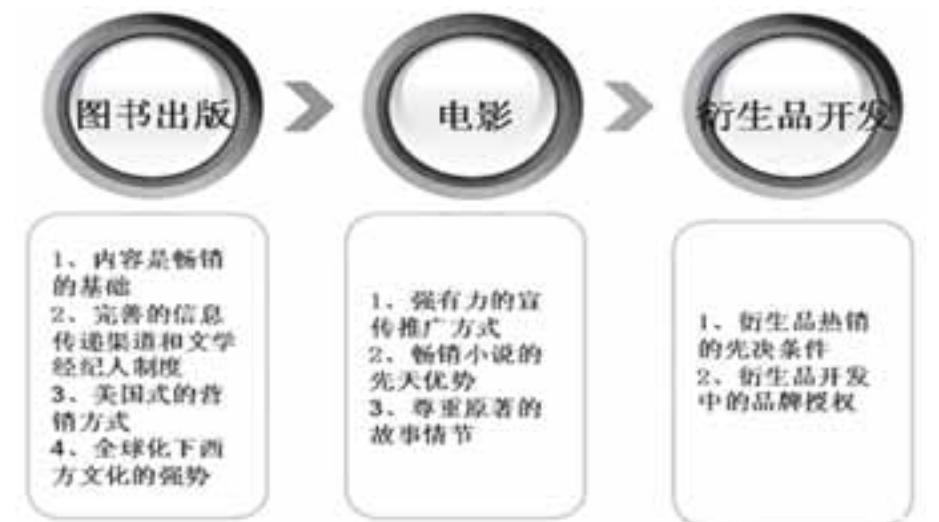 图书出版
电影
衍生品开发
1、内容是畅销
的基础
2、完善的信息
传递渠道和文学
经纪人制度
3、美国式的营
销方式
4、全球化下西
方文化的强势
1、强有力的宣
传推广方式
2、畅销小说的
先天优势
3、尊重原著的
故事情节
1、衍生品热销
的先决条件
2、衍生品开发
中的品牌授权